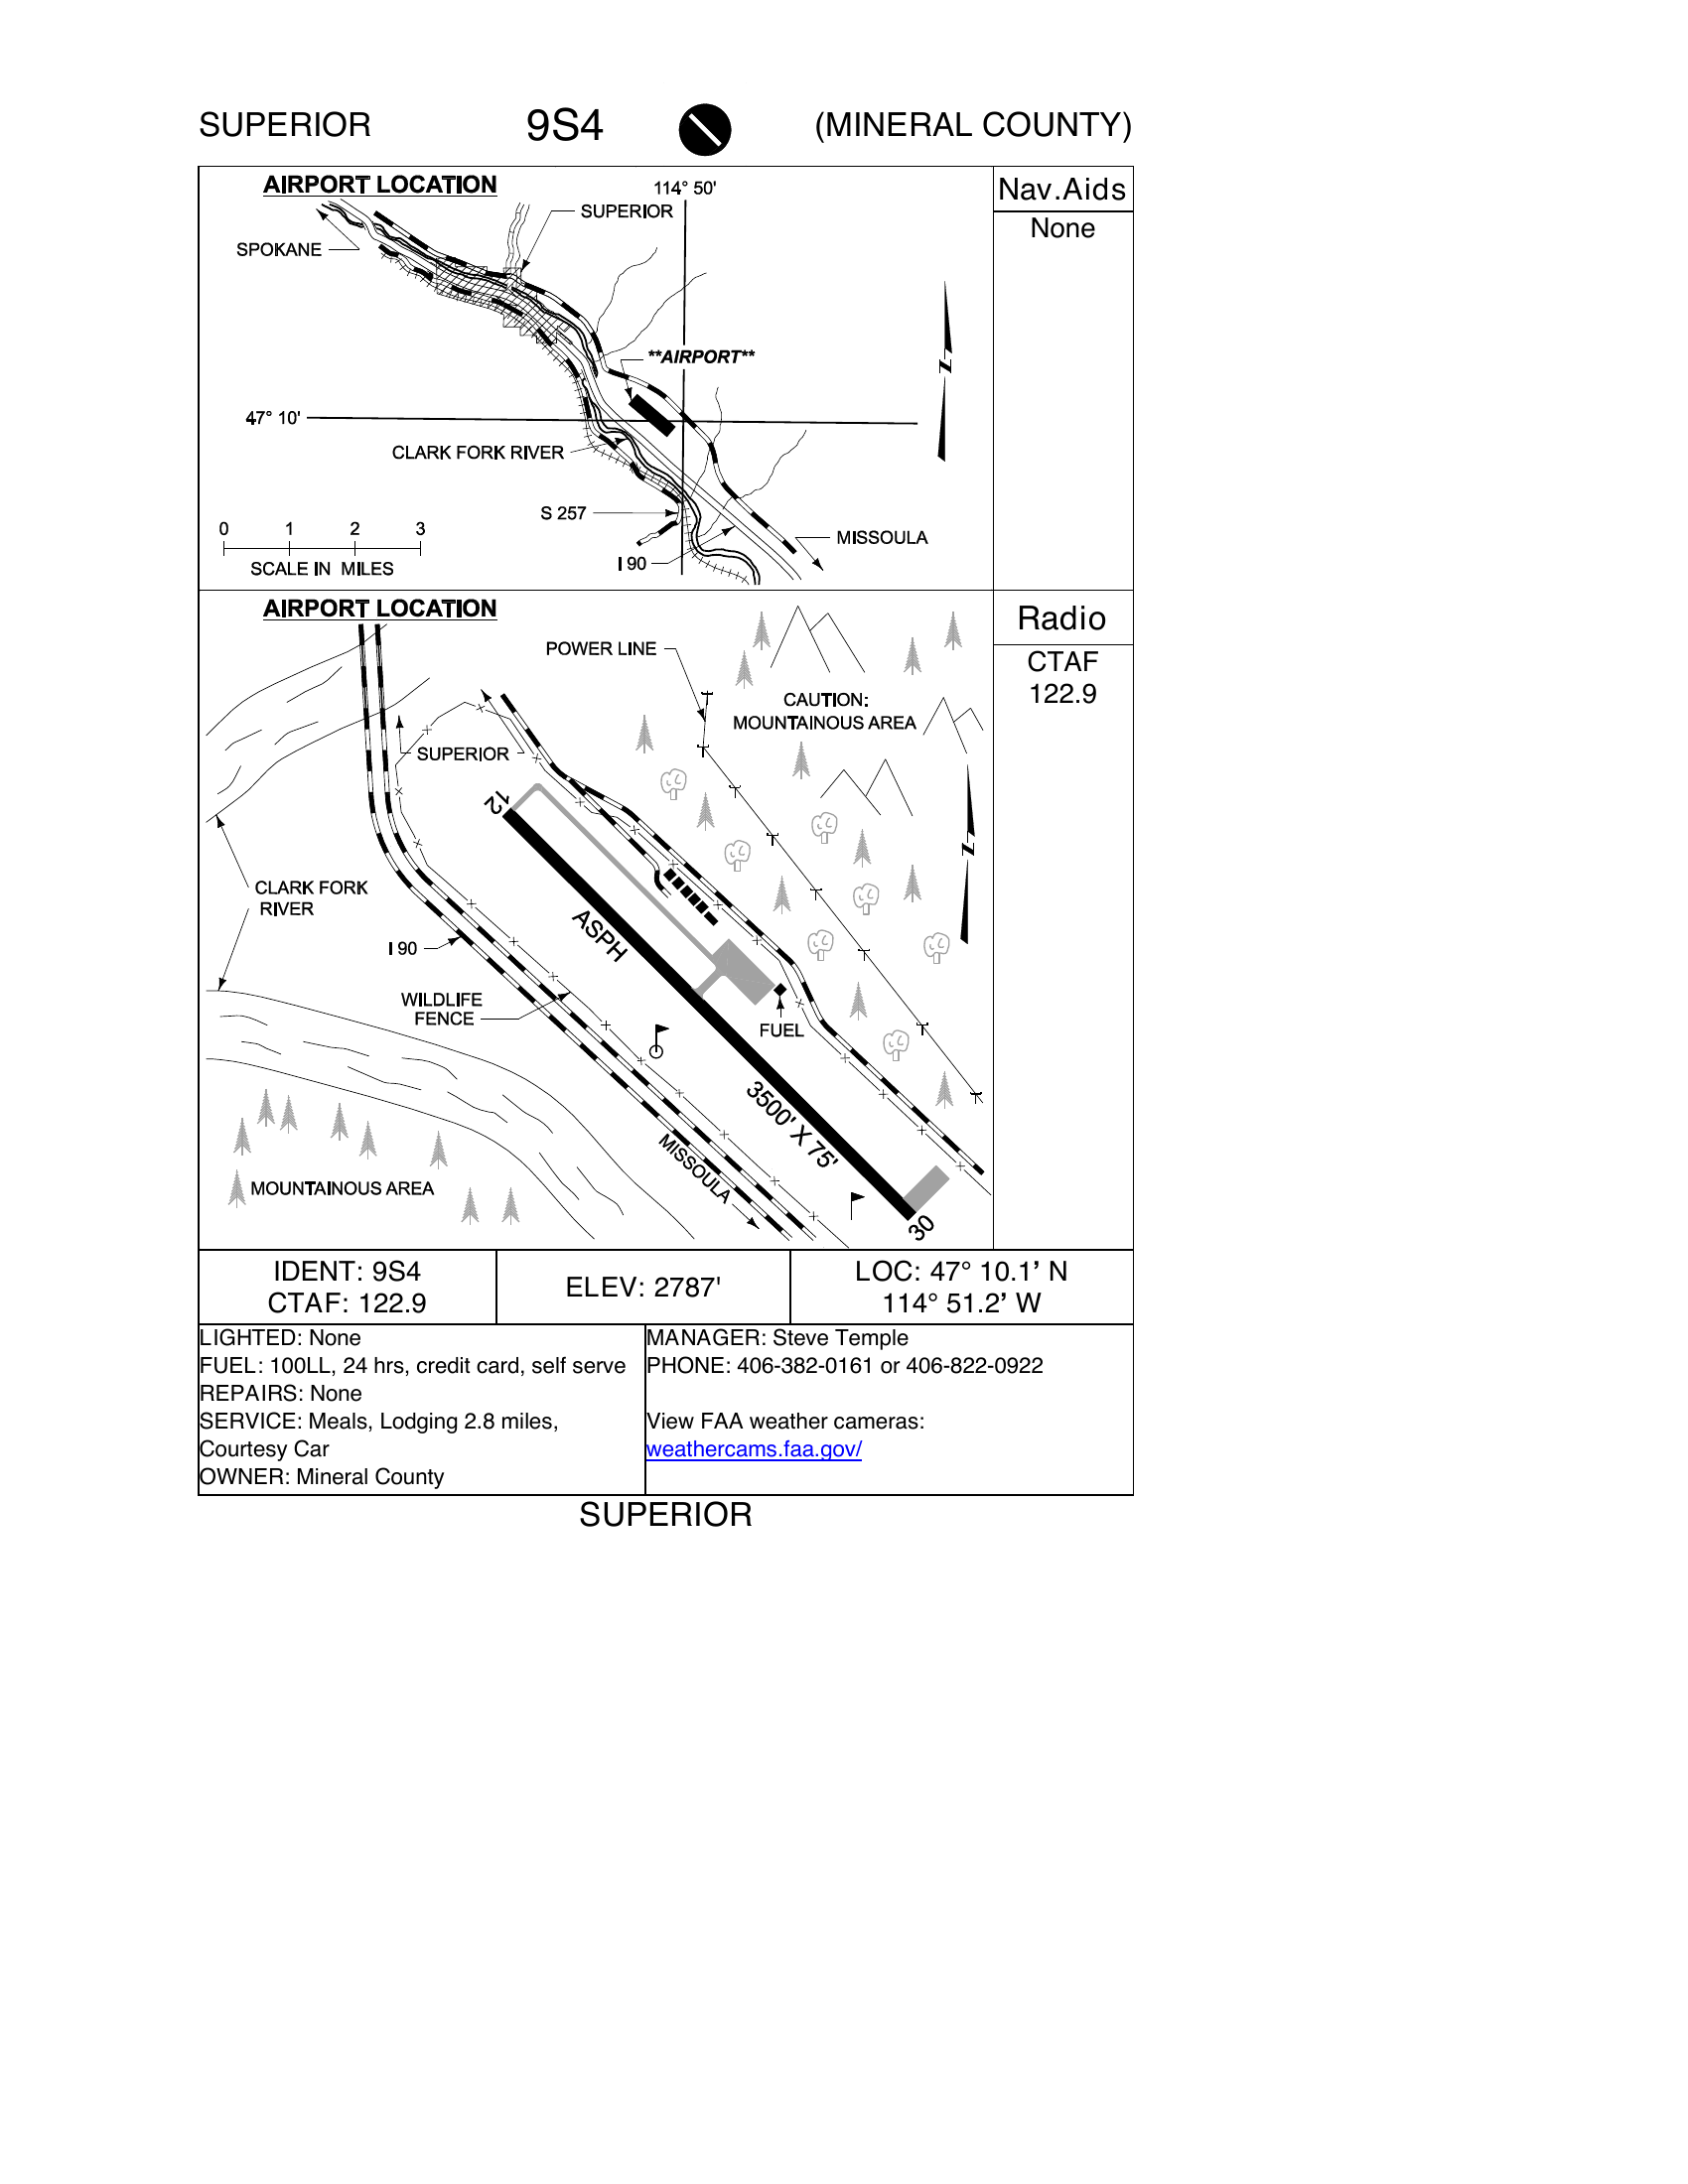 SUPERIOR 9S4 (MINERAL COUNTY)
AIRPORT LOCATION
114° 50'
SUPERIOR
SPOKANE
**AIRPORT**
47° 10'
CLARK FORK RIVER
S 257
0 1 2 3
SCALE IN MILES
I 90
MISSOULA
N
Nav.Aids
None
AIRPORT LOCATION
POWER LINE
CAUTION:
MOUNTAINOUS AREA
SUPERIOR
12
N
CLARK FORK
RIVER
ASPH
I 90
WILDLIFE
FENCE
FUEL
3500' X 75'
MISSOULA
MOUNTAINOUS AREA
30
Radio
CTAF
122.9
IDENT: 9S4
CTAF: 122.9
ELEV: 2787'
LOC: 47° 10.1’ N
114° 51.2’ W
LIGHTED: None
FUEL: 100LL, 24 hrs, credit card, self serve
REPAIRS: None
SERVICE: Meals, Lodging 2.8 miles,
Courtesy Car
OWNER: Mineral County
MANAGER: Steve Temple
PHONE: 406-382-0161 or 406-822-0922
View FAA weather cameras:
weathercams.faa.gov/
SUPERIOR